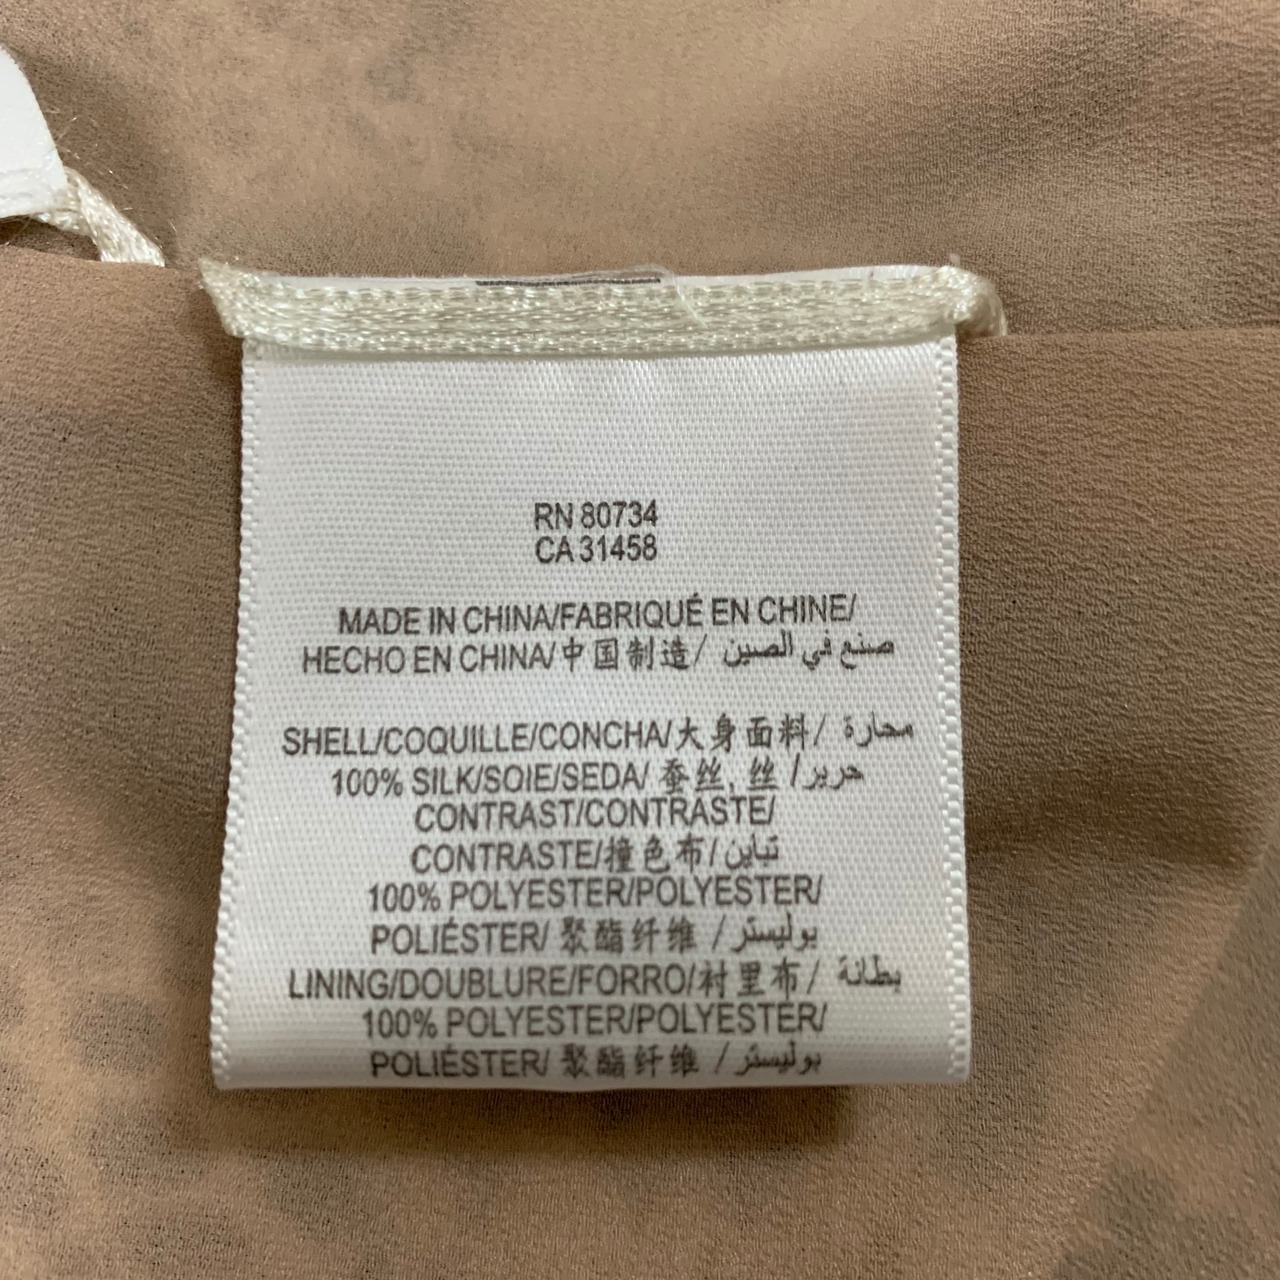 RN 80734
CA 31458
MADE IN CHINA/FABRIQUÉ EN CHINE/
HECHO EN CHINA/中国制造/ صنع في الصين
SHELL/COQUILLE/CONCHA/大身面料/ محارة
100% SILK/SOIE/SEDA/ 蚕丝, 丝 /حرير
CONTRAST/CONTRASTE/
CONTRASTE/撞色布/تباين
100% POLYESTER/POLYESTER/
POLIÉSTER/ 聚酯纤维 / بوليستر
LINING/DOUBLURE/FORRO/衬里布/ بطانة
100% POLYESTER/POLYESTER/
POLIÉSTER/ 聚酯纤维 / بوليستر